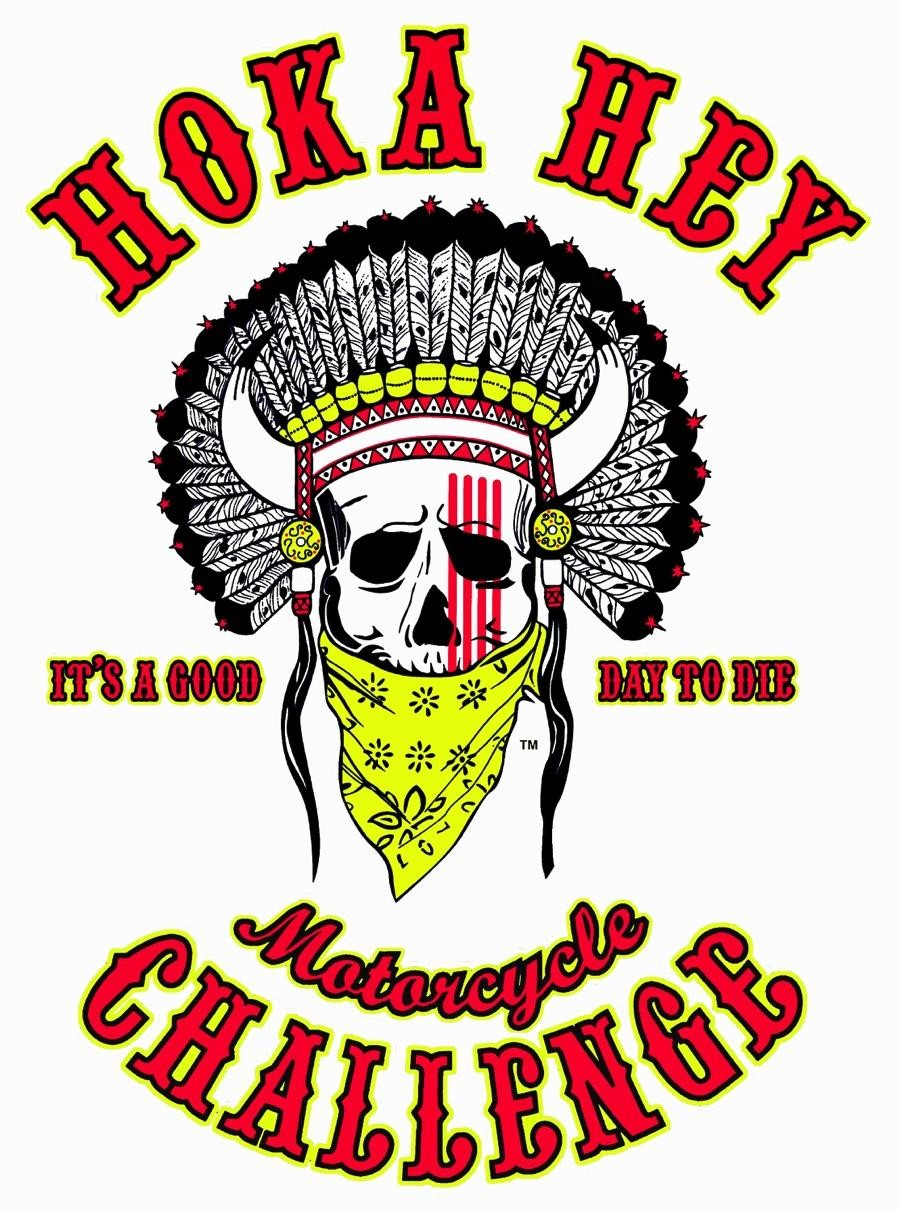 HOKA HEY
IT'S A GOOD DAY TO DIE
TM
Motorcycle
CHALLENGE